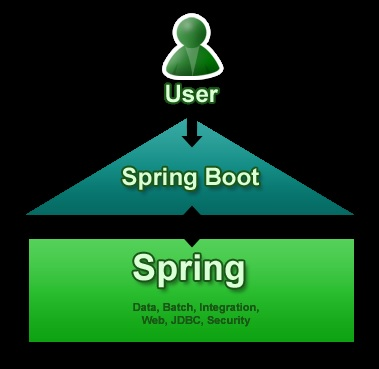 User
Spring Boot
Spring
Data, Batch, Integration,
Web, JDBC, Security